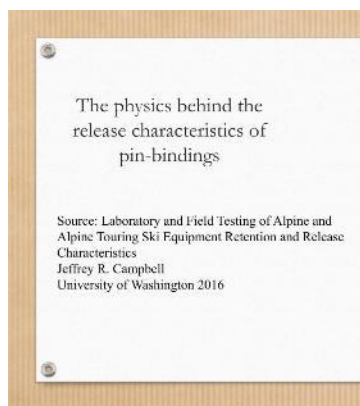 The physics behind the
release characteristics of
pin-bindings
Source: Laboratory and Field Testing of Alpine and
Alpine Touring Ski Equipment Retention and Release
Characteristics
Jeffrey R. Campbell
University of Washington 2016